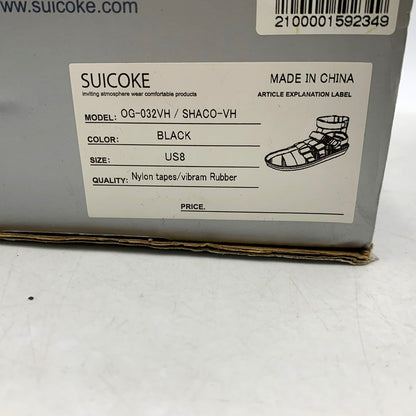 www.suicoke.com
2100001592349
SUICOKE
inviting atmosphere wear comfortable products
MADE IN CHINA
ARTICLE EXPLANATION LABEL
MODEL: OG-032VH / SHACO-VH
COLOR: BLACK
SIZE: US8
QUALITY: Nylon tapes/vibram Rubber
PRICE.